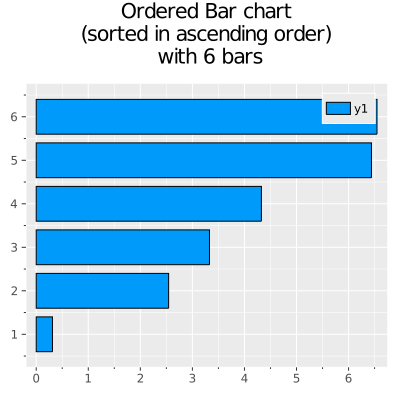 Ordered Bar chart
(sorted in ascending order)
with 6 bars
y1
6
5
4
3
2
1
0 1 2 3 4 5 6